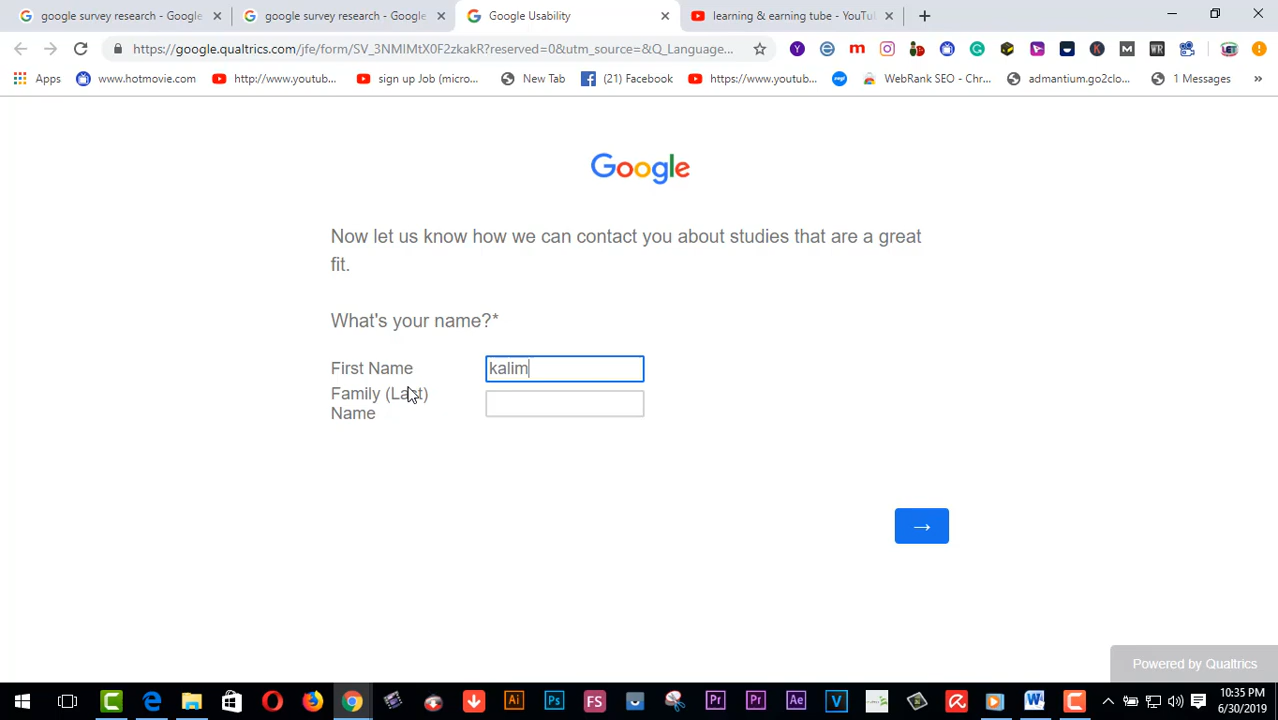 google survey research - Google
google survey research - Google
Google Usability
learning & earning tube - YouTu
https://google.qualtrics.com/jfe/form/SV_3NMIMtX0F2zkakR?reserved=0&utm_source=&Q_Language...
Apps
www.hotmovie.com
http://www.youtub...
sign up Job (micro...
New Tab
(21) Facebook
https://www.youtub...
WebRank SEO - Chr...
admantium.go2clo...
1 Messages
»
Google
Now let us know how we can contact you about studies that are a great
fit.
What's your name?*
First Name
kalim
Family (Last)
Name
→
Powered by Qualtrics
10:35 PM
6/30/2019